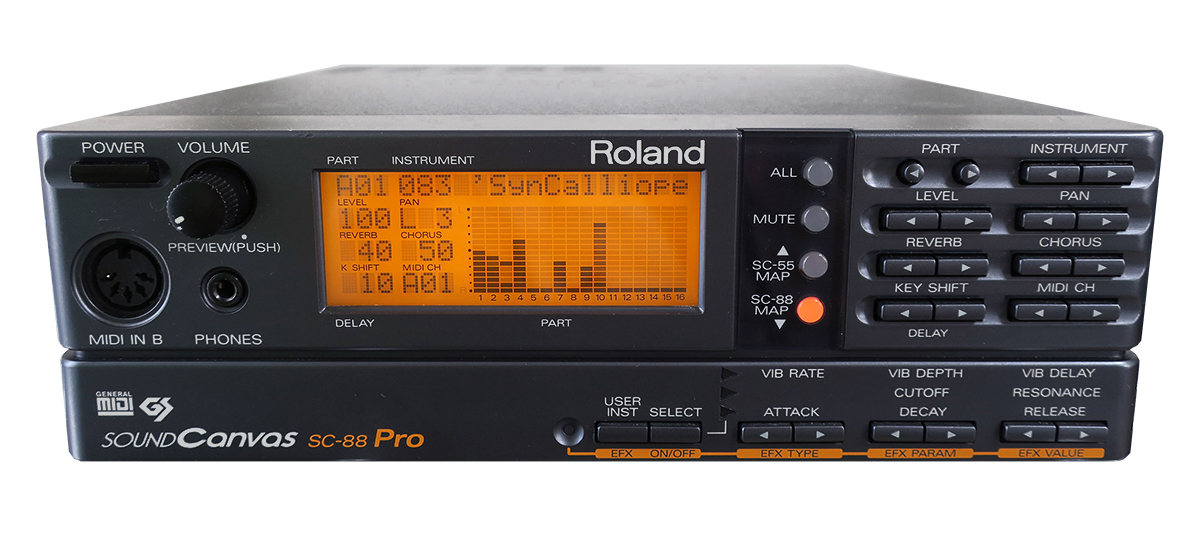 POWER VOLUME
PREVIEW(PUSH)
MIDI IN B PHONES
PART INSTRUMENT
Roland
A01 083 'SymCalliope
LEVEL PAN
100 L 3
REVERB CHORUS
40 50
K SHIFT MIDI CH
10 A01
1 2 3 4 5 6 7 8 9 10 11 12 13 14 15 16
DELAY PART
ALL
MUTE
SC-55
MAP
SC-88
MAP
PART INSTRUMENT
LEVEL PAN
REVERB CHORUS
KEY SHIFT MIDI CH
DELAY
GENERAL
MIDI GS
SOUND Canvas SC-88 Pro
USER
INST SELECT
EFX ON/OFF
VIB RATE VIB DEPTH VIB DELAY
CUTOFF RESONANCE
ATTACK DECAY RELEASE
EFX TYPE EFX PARAM EFX VALUE